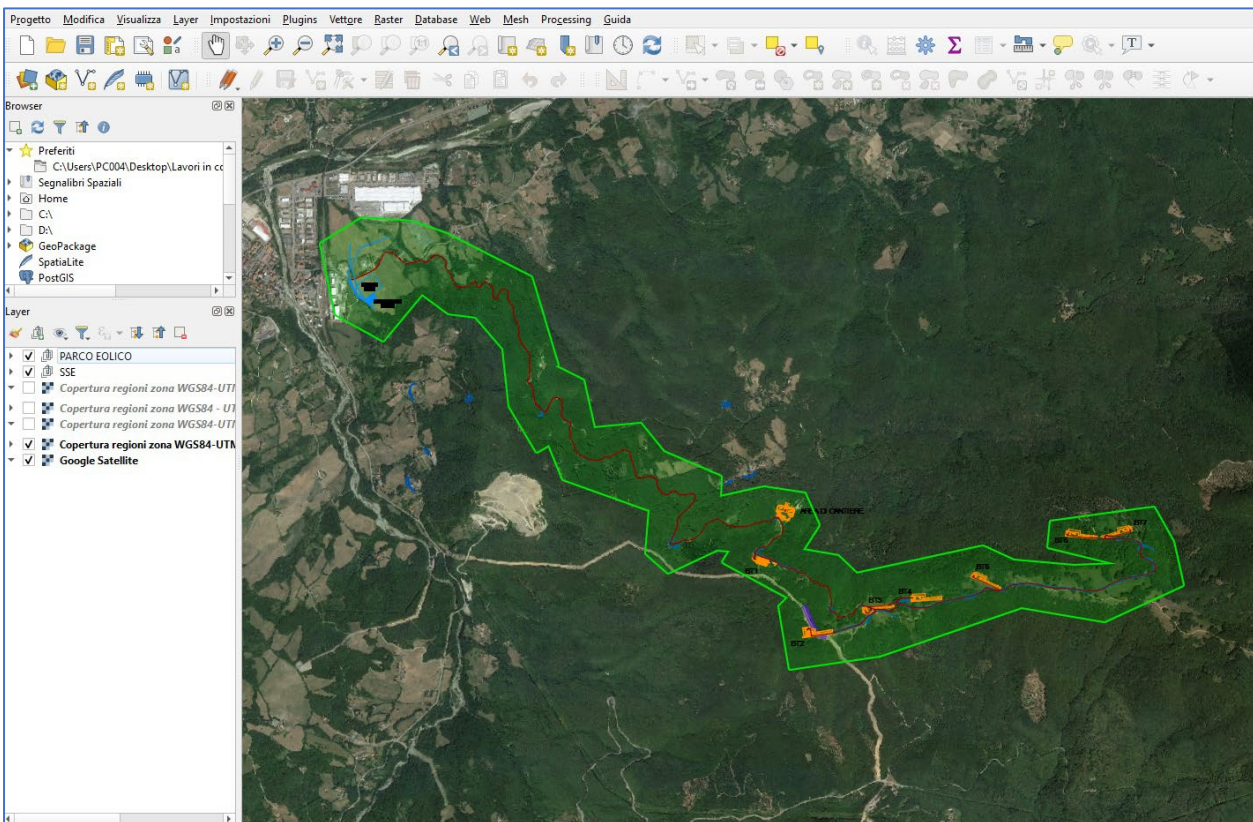 Progetto Modifica Visualizza Layer Impostazioni Plugins Vettore Raster Database Web Mesh Processing Guida
Browser
Preferiti
C:\Users\PC004\Desktop\Lavori in cc
Segnalibri Spaziali
Home
C:\
D:\
GeoPackage
SpatiaLite
PostGIS
Layer
PARCO EOLICO
SSE
Copertura regioni zona WGS84-UTI
Copertura regioni zona WGS84 - UT
Copertura regioni zona WGS84-UTM
Copertura regioni zona WGS84-UTM
Google Satellite
AREA DI CANTIERE
BT7
BT1
BT3
BT4
BT2